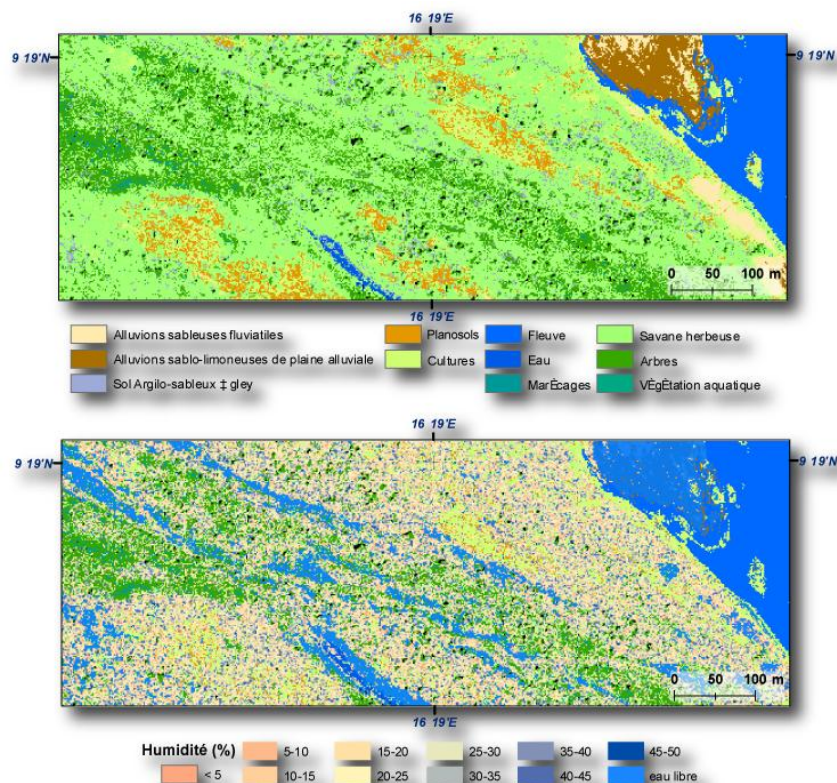 16 19'E
9 19'N
9 19'N
0 50 100 m
16 19'E
Alluvions sableuses fluviatiles
Planosols
Fleuve
Savane herbeuse
Alluvions sablo-limoneuses de plaine alluviale
Cultures
Eau
Arbres
Sol Argilo-sableux ‡ gley
MarÈcages
VÈgÈtation aquatique
16 19'E
9 19'N
9 19'N
0 50 100 m
16 19'E
Humidité (%)
5-10
15-20
25-30
35-40
45-50
< 5
10-15
20-25
30-35
40-45
eau libre